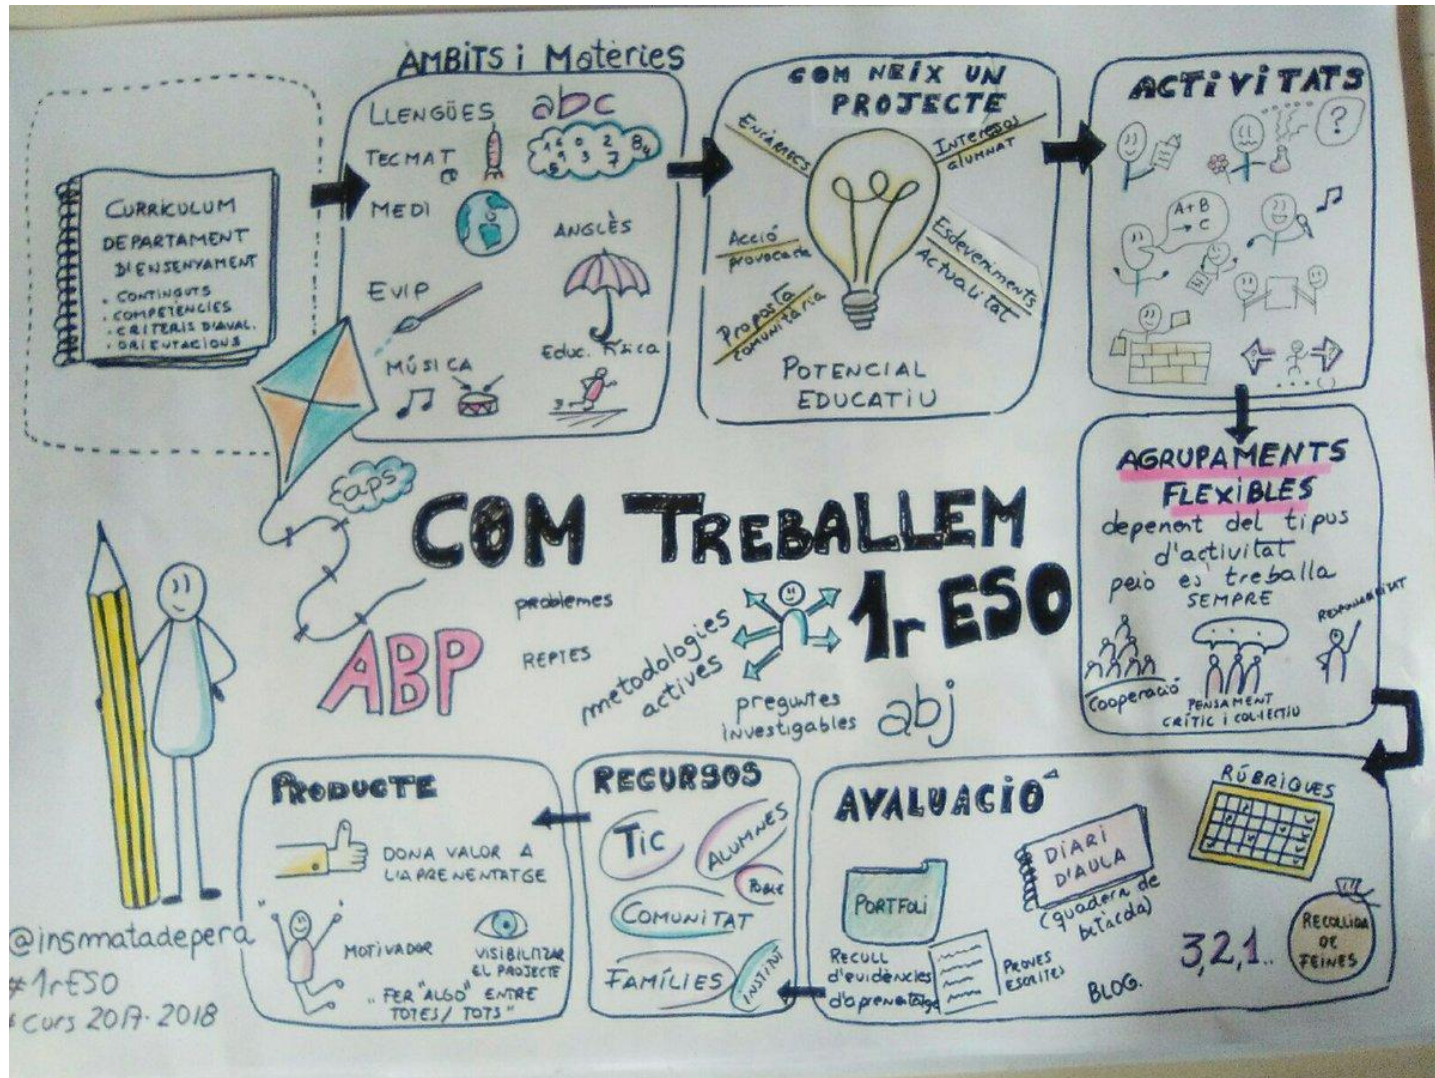 CURRÍCULUM
DEPARTAMENT
D'ENSENYAMENT
. CONTINGUTS
. COMPETÈNCIES
. CRITERIS D'AVAL.
. ORIENTACIONS
ÀMBITS i Matèries
LLENGÜES abc
TECMAT
MEDI
ANGLÈS
EVIP
Educ. Física
MÚSICA
COM NEIX UN
PROJECTE
ENCÀRRECS
Interessos
alumnat
Acció
provocada
Esdeveniments
Actualitat
Proposta
comunitària
POTENCIAL
EDUCATIU
ACTIVITATS
?
A+B
→ C
AGRUPAMENTS
FLEXIBLES
depenent del tipus
d'activitat
però es treballa
SEMPRE
Cooperació
PENSAMENT
CRÍTIC i COL·LECTIU
RESPONSABILITAT
aps
COM TREBALLEM
1r ESO
ABP
problemes
REPTES
metodologies
actives
preguntes
investigables
abj
AVALUACIÓ
RÚBRIQUES
DIARI
D'AULA
(quadern de
bitàcola)
PORTFOLI
RECULL
d'evidències
d'aprenentatge
PROVES
ESCRITES
BLOG.
3,2,1..
RECOLLIDA
DE
FEINES
RECURSOS
TIC
ALUMNES
COMUNITAT
FAMÍLIES
INSTITUT
PRODUCTE
DONA VALOR A
L'APRENENTATGE
MOTIVADOR
VISIBILITZAR
EL PROJECTE
"FER "ALGO" ENTRE
TOTES/TOTS"
@insmatadepera
#1rESO
Curs 2017-2018